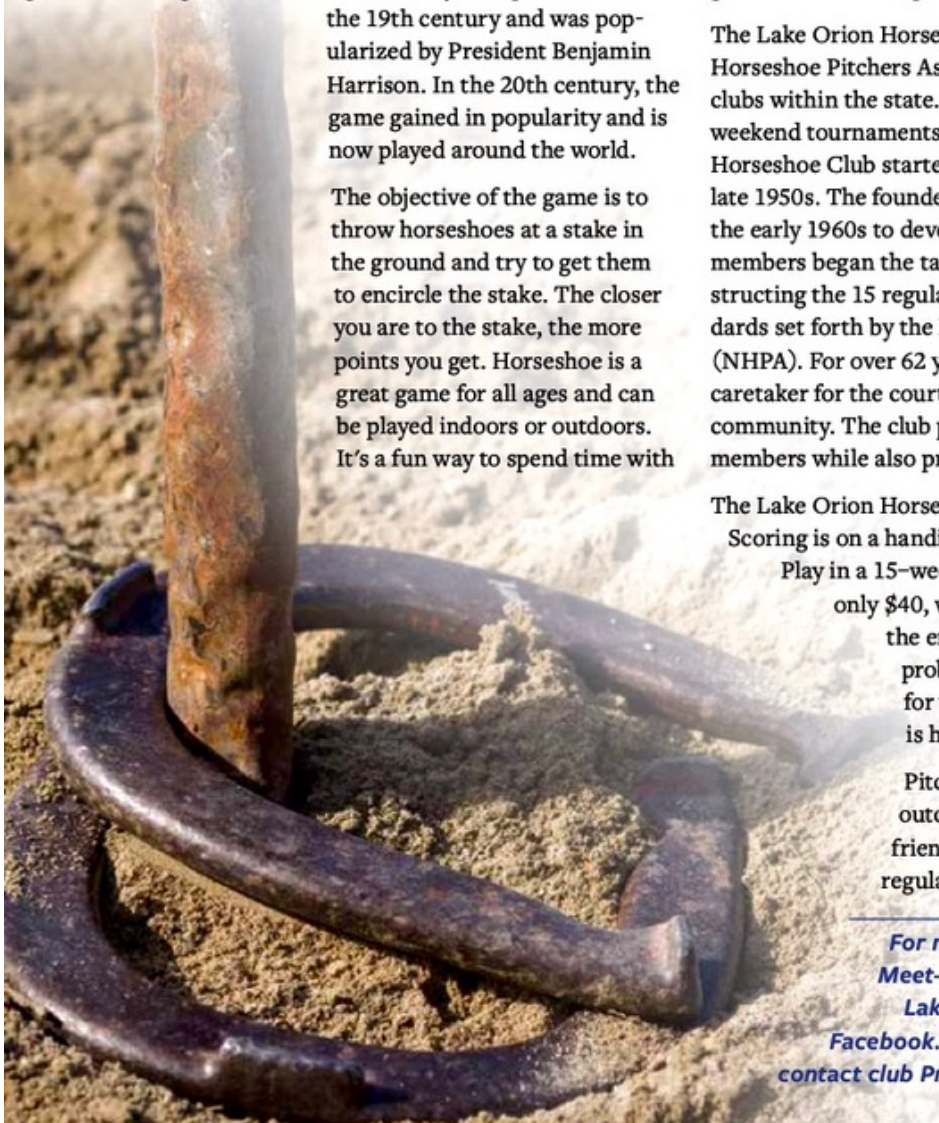 the 19th century and was pop-
ularized by President Benjamin
Harrison. In the 20th century, the
game gained in popularity and is
now played around the world.
The objective of the game is to
throw horseshoes at a stake in
the ground and try to get them
to encircle the stake. The closer
you are to the stake, the more
points you get. Horseshoe is a
great game for all ages and can
be played indoors or outdoors.
It's a fun way to spend time with
The Lake Orion Horse
Horseshoe Pitchers As
clubs within the state.
weekend tournaments
Horseshoe Club starte
late 1950s. The founde
the early 1960s to deve
members began the ta
structing the 15 regula
dards set forth by the
(NHPA). For over 62 y
caretaker for the court
community. The club p
members while also pr
The Lake Orion Horse
Scoring is on a handi
Play in a 15-wee
only $40, w
the e
prob
for
is h
Pitc
outd
frien
regula
For
Meet-
Lak
Facebook.
contact club Pr